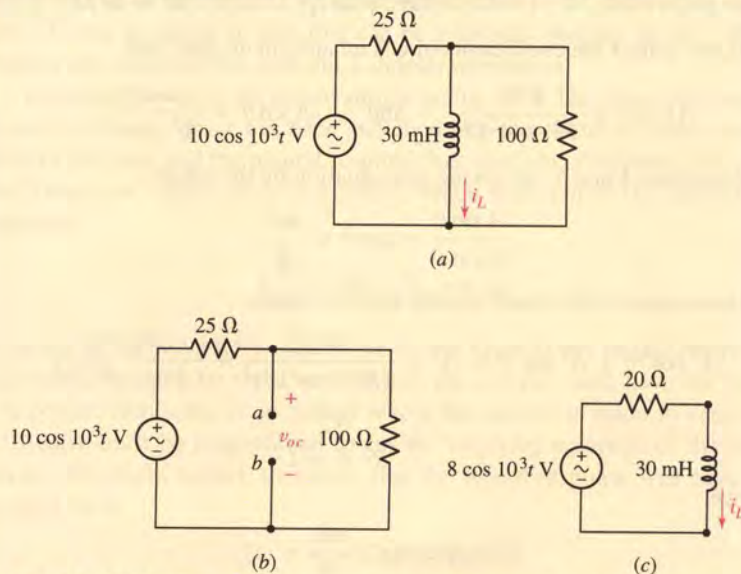 25 Ω
10 cos 10³t V
+
−
30 mH
100 Ω
i_L
(a)
25 Ω
10 cos 10³t V
+
−
a
+
v_oc
b
−
100 Ω
(b)
20 Ω
8 cos 10³t V
+
−
30 mH
i_L
(c)